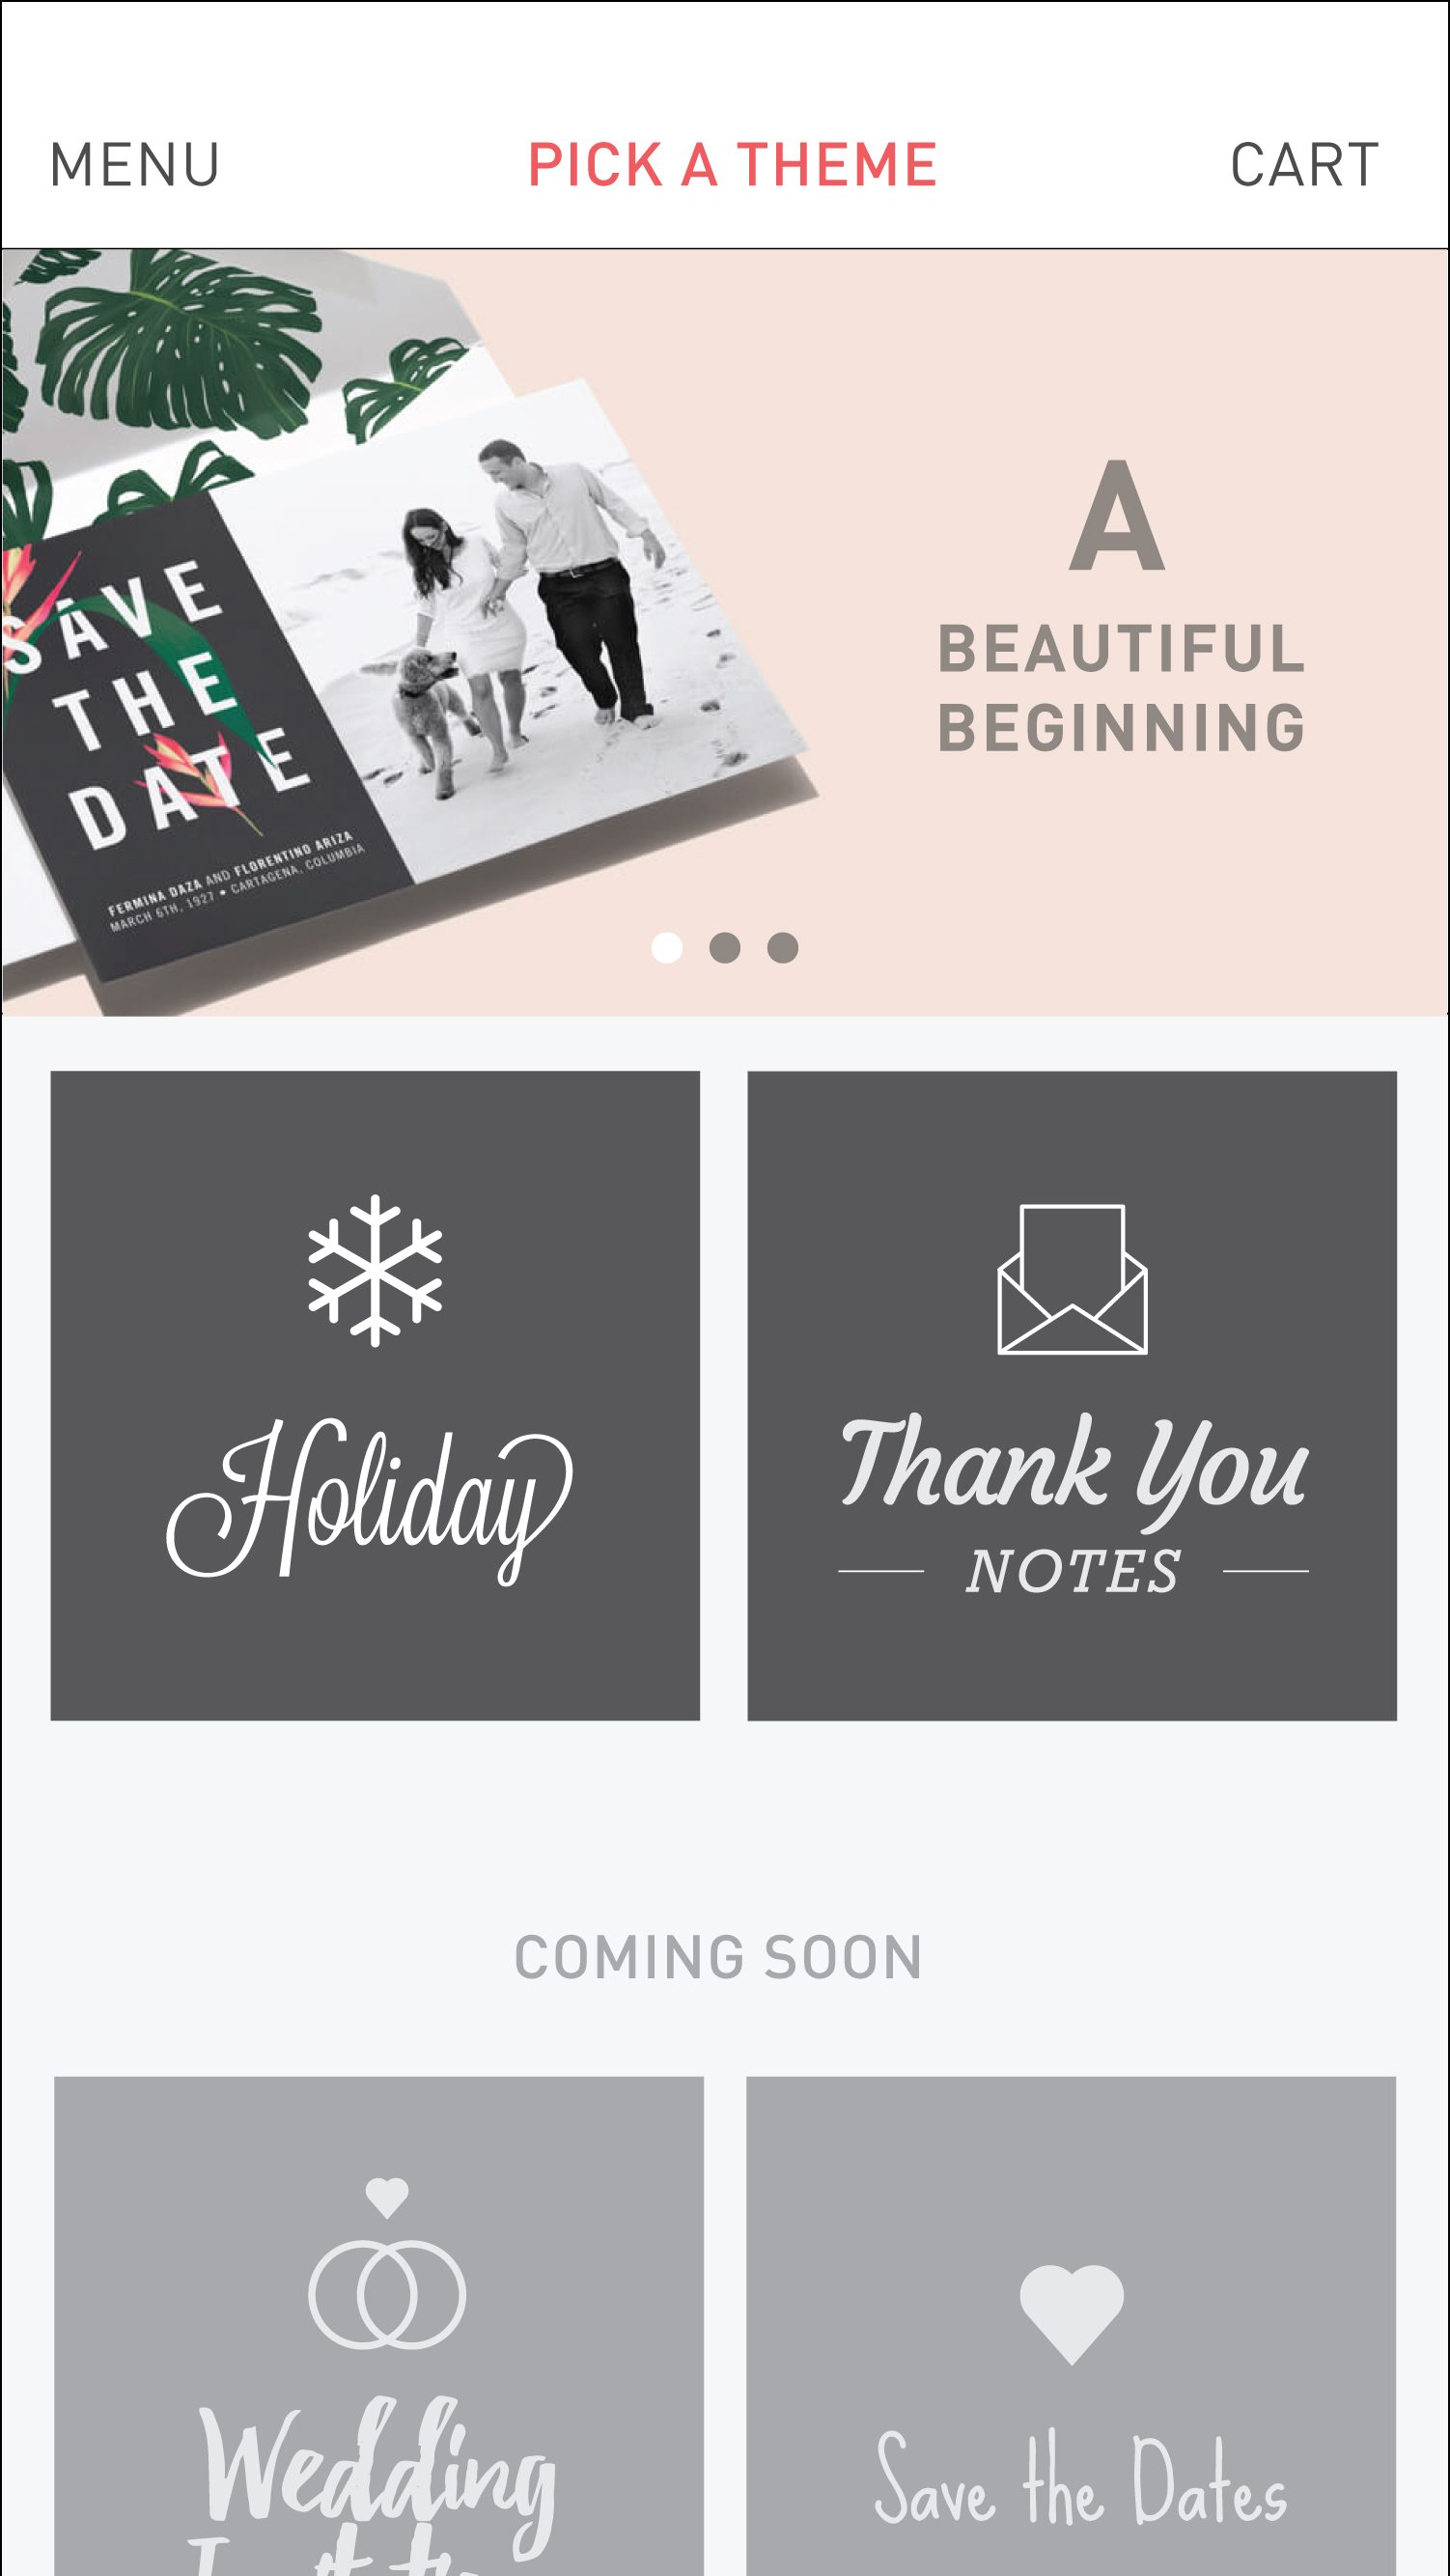 MENU
PICK A THEME
CART
SAVE
THE
DATE
FERMINA DAZA AND FLORENTINO ARIZA
MARCH 6TH, 1927 • CARTAGENA, COLUMBIA
A
BEAUTIFUL
BEGINNING
Holiday
Thank You
NOTES
COMING SOON
Wedding
Save the Dates